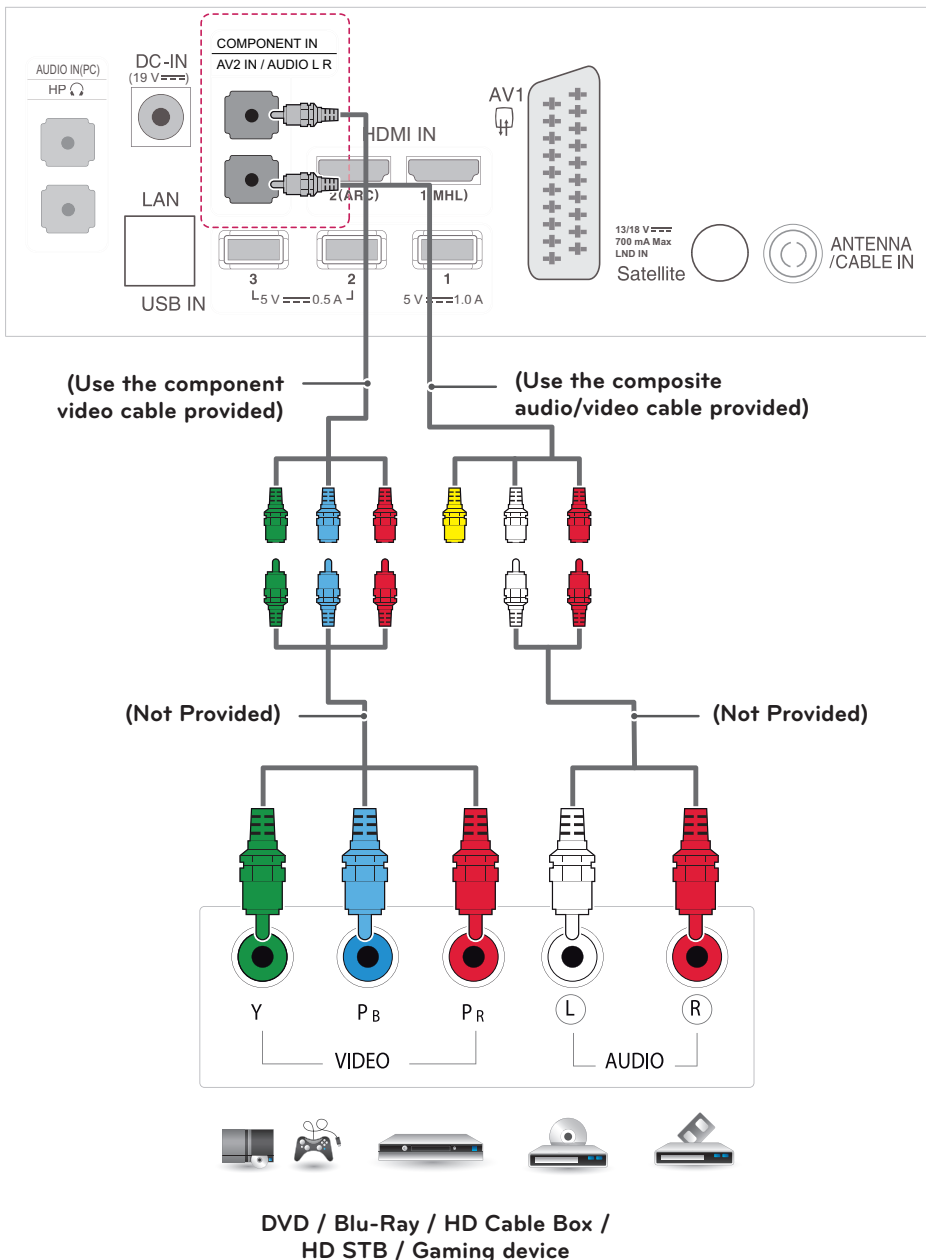 COMPONENT IN
AV2 IN / AUDIO L R
AUDIO IN(PC)
HP
DC-IN
(19 V )
AV1
HDMI IN
2(ARC)
1(MHL)
LAN
13/18 V
700 mA Max
LND IN
Satellite
ANTENNA
/CABLE IN
3
2
1
5 V 0.5 A
5 V 1.0 A
USB IN
(Use the component
video cable provided)
(Use the composite
audio/video cable provided)
(Not Provided)
(Not Provided)
Y
PB
PR
L
R
VIDEO
AUDIO
DVD / Blu-Ray / HD Cable Box /
HD STB / Gaming device